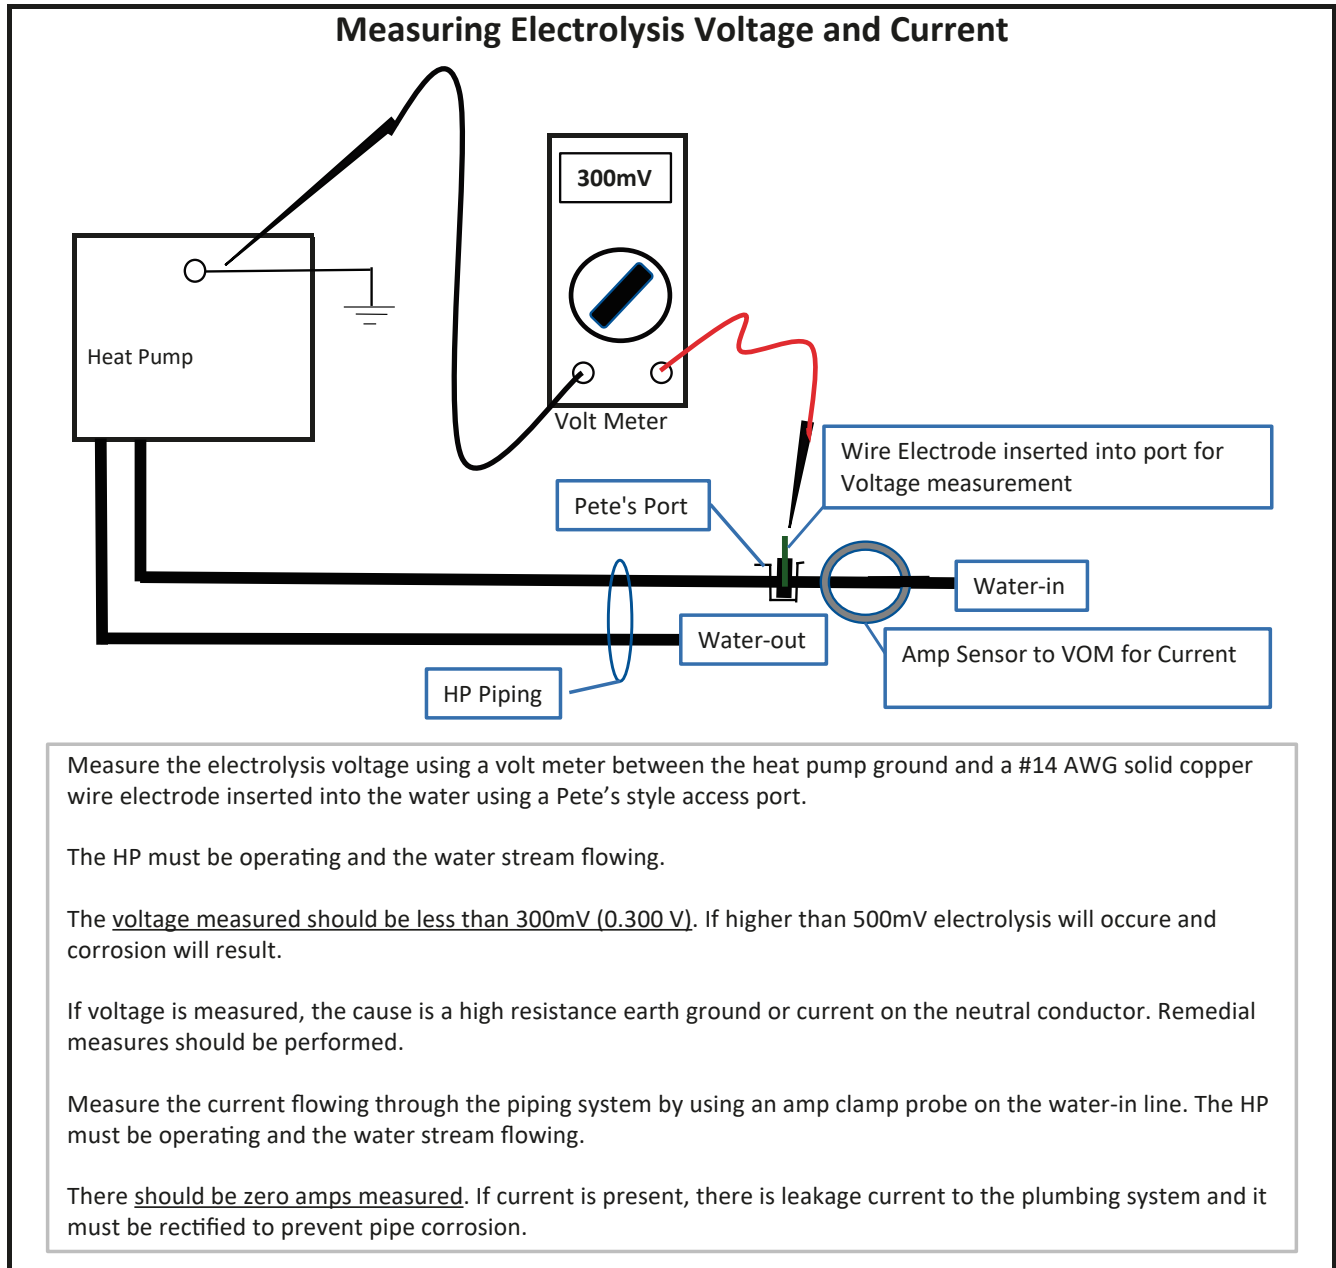 Measuring Electrolysis Voltage and Current
300mV
Heat Pump
Volt Meter
Wire Electrode inserted into port for
Voltage measurement
Pete's Port
Water-in
Water-out
Amp Sensor to VOM for Current
HP Piping
Measure the electrolysis voltage using a volt meter between the heat pump ground and a #14 AWG solid copper
wire electrode inserted into the water using a Pete’s style access port.
The HP must be operating and the water stream flowing.
The voltage measured should be less than 300mV (0.300 V). If higher than 500mV electrolysis will occure and
corrosion will result.
If voltage is measured, the cause is a high resistance earth ground or current on the neutral conductor. Remedial
measures should be performed.
Measure the current flowing through the piping system by using an amp clamp probe on the water-in line. The HP
must be operating and the water stream flowing.
There should be zero amps measured. If current is present, there is leakage current to the plumbing system and it
must be rectified to prevent pipe corrosion.